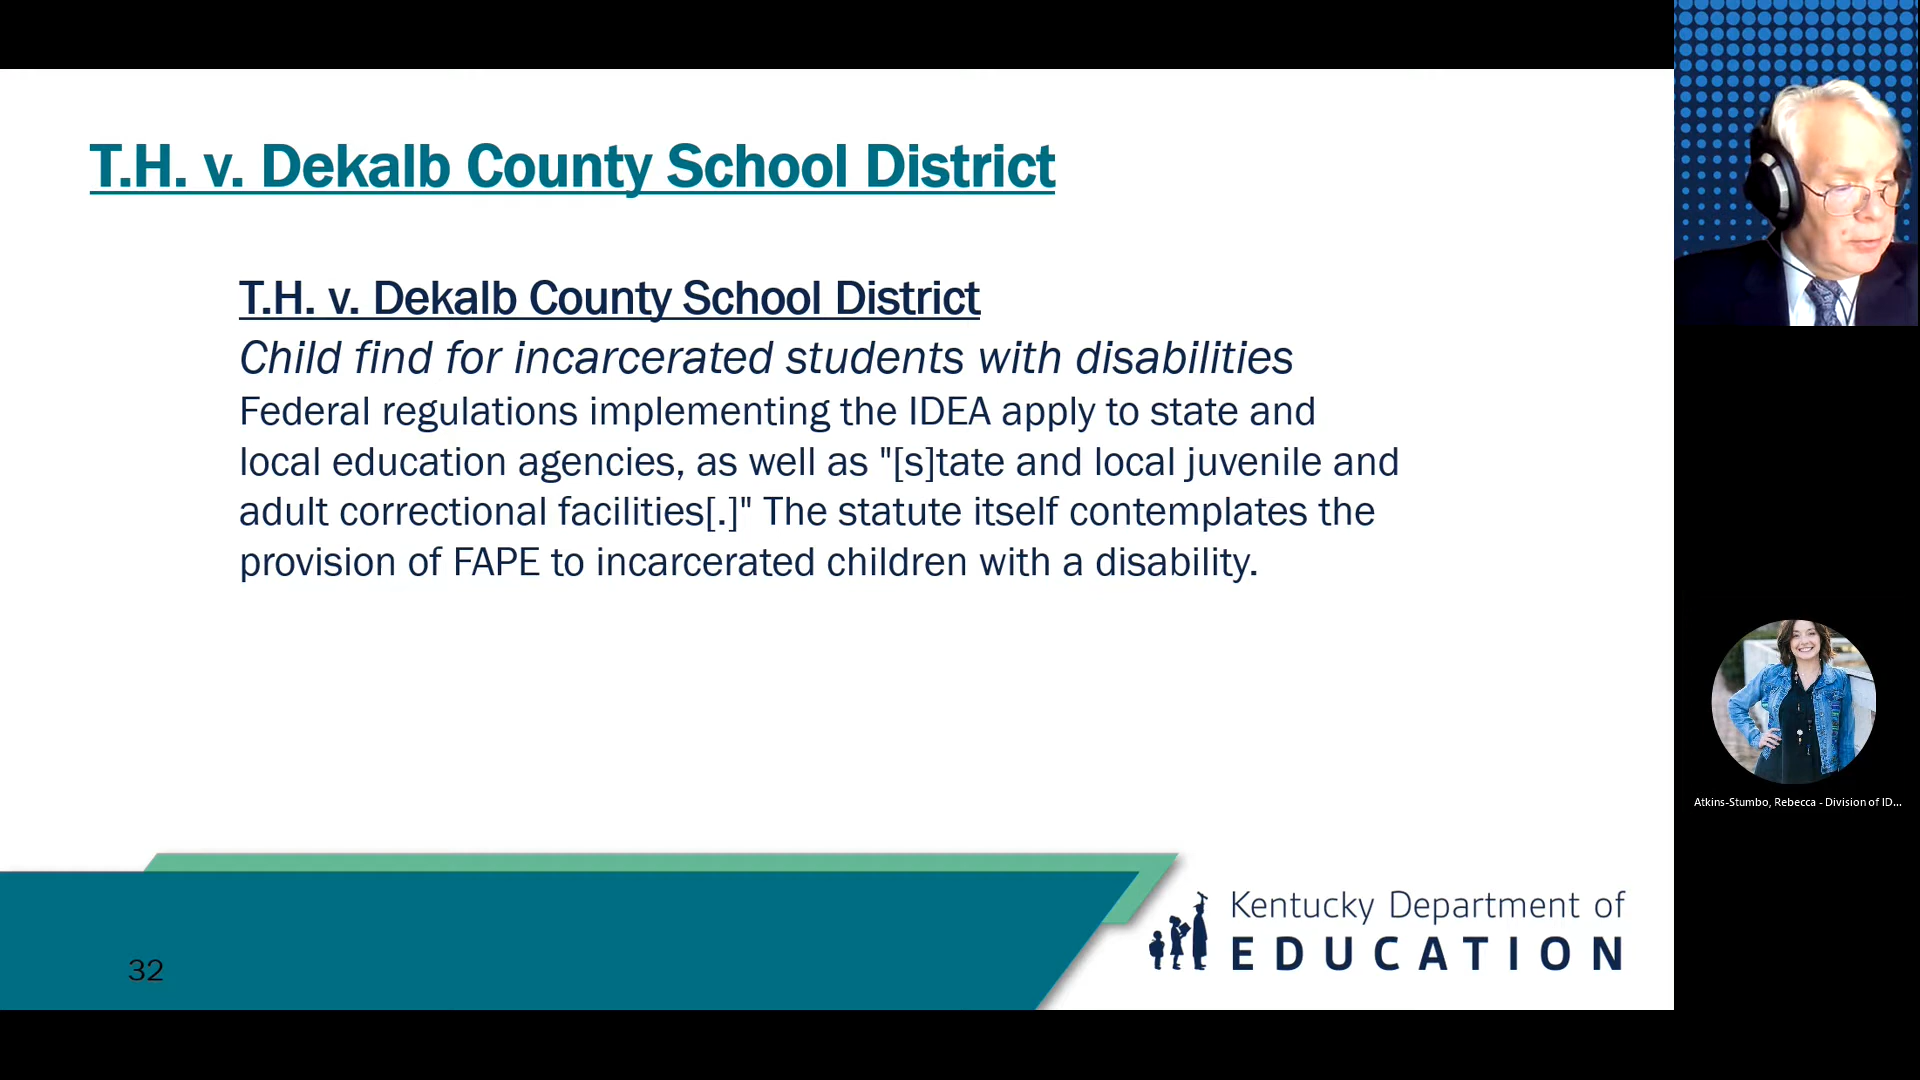 T.H. v. Dekalb County School District
T.H. v. Dekalb County School District
Child find for incarcerated students with disabilities
Federal regulations implementing the IDEA apply to state and
local education agencies, as well as "[s]tate and local juvenile and
adult correctional facilities[.]" The statute itself contemplates the
provision of FAPE to incarcerated children with a disability.
32
Kentucky Department of
EDUCATION
Atkins-Stumbo, Rebecca - Division of ID...